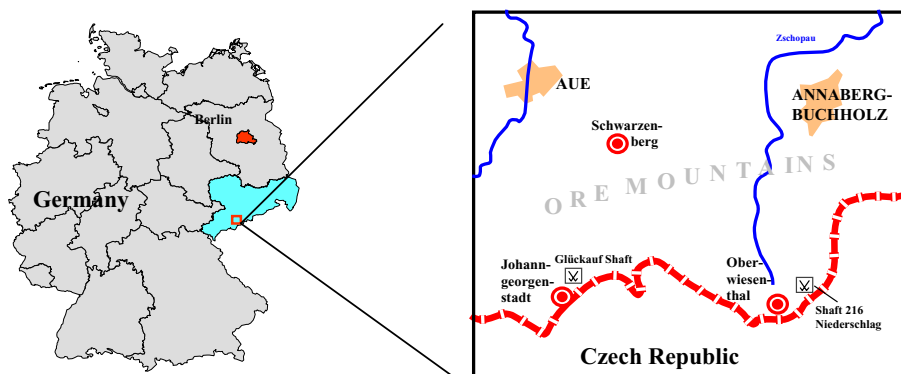 Berlin
Germany
Zschopau
AUE
ANNABERG-
BUCHHOLZ
Schwarzen-
berg
ORE MOUNTAINS
Johann-
georgen-
stadt
Glückauf Shaft
Ober-
wiesen-
thal
Shaft 216
Niederschlag
Czech Republic